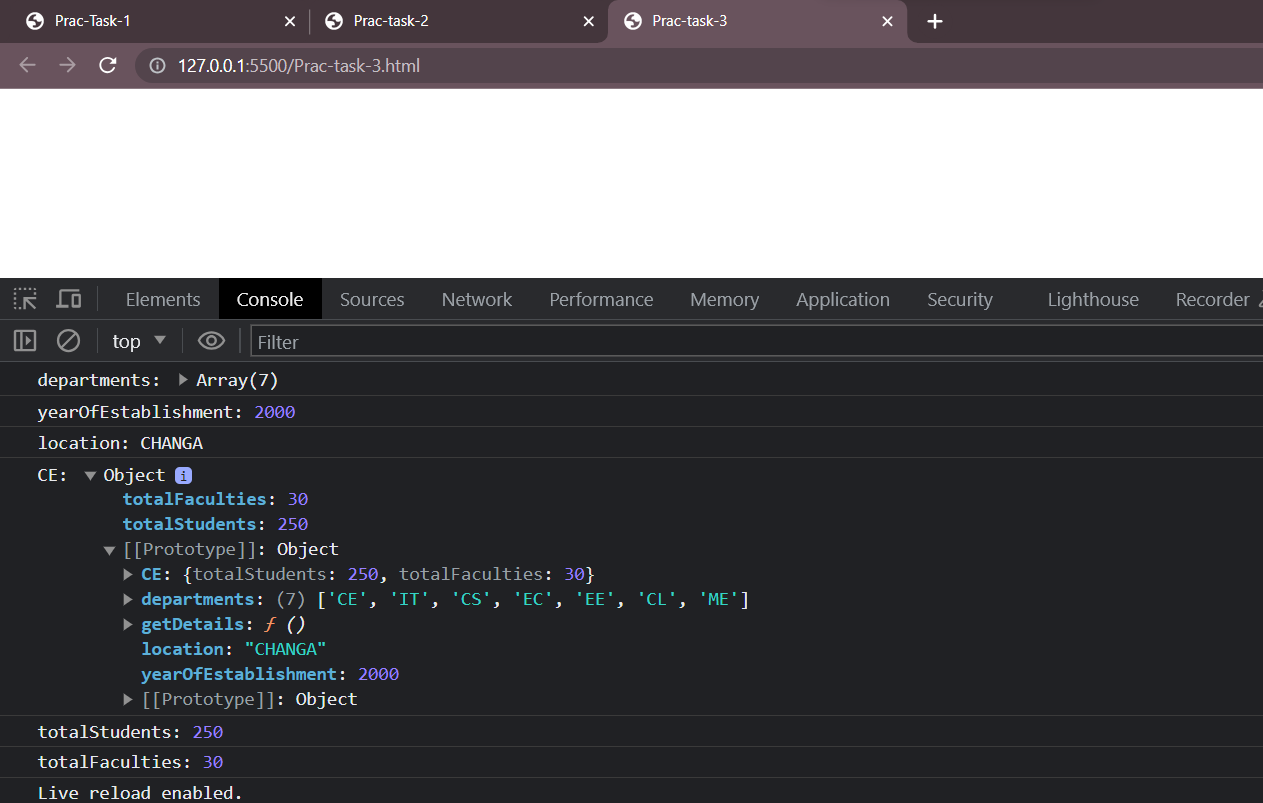 Prac-Task-1 Prac-task-2 Prac-task-3
127.0.0.1:5500/Prac-task-3.html
Elements Console Sources Network Performance Memory Application Security Lighthouse Recorder
top Filter
departments: Array(7)
yearOfEstablishment: 2000
location: CHANGA
CE: Object i
totalFaculties: 30
totalStudents: 250
[[Prototype]]: Object
CE: {totalStudents: 250, totalFaculties: 30}
departments: (7) ['CE', 'IT', 'CS', 'EC', 'EE', 'CL', 'ME']
getDetails: ƒ ()
location: "CHANGA"
yearOfEstablishment: 2000
[[Prototype]]: Object
totalStudents: 250
totalFaculties: 30
Live reload enabled.